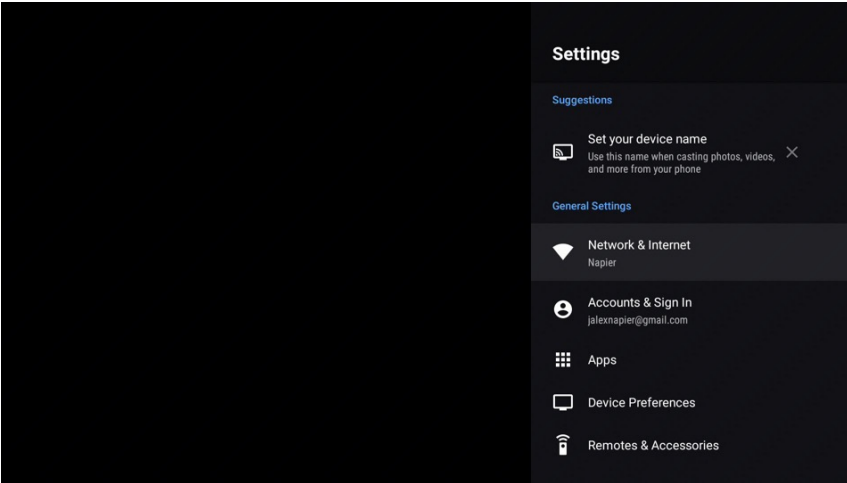 Settings
Suggestions
Set your device name
Use this name when casting photos, videos,
and more from your phone
General Settings
Network & Internet
Napier
Accounts & Sign In
jalexnapier@gmail.com
Apps
Device Preferences
Remotes & Accessories